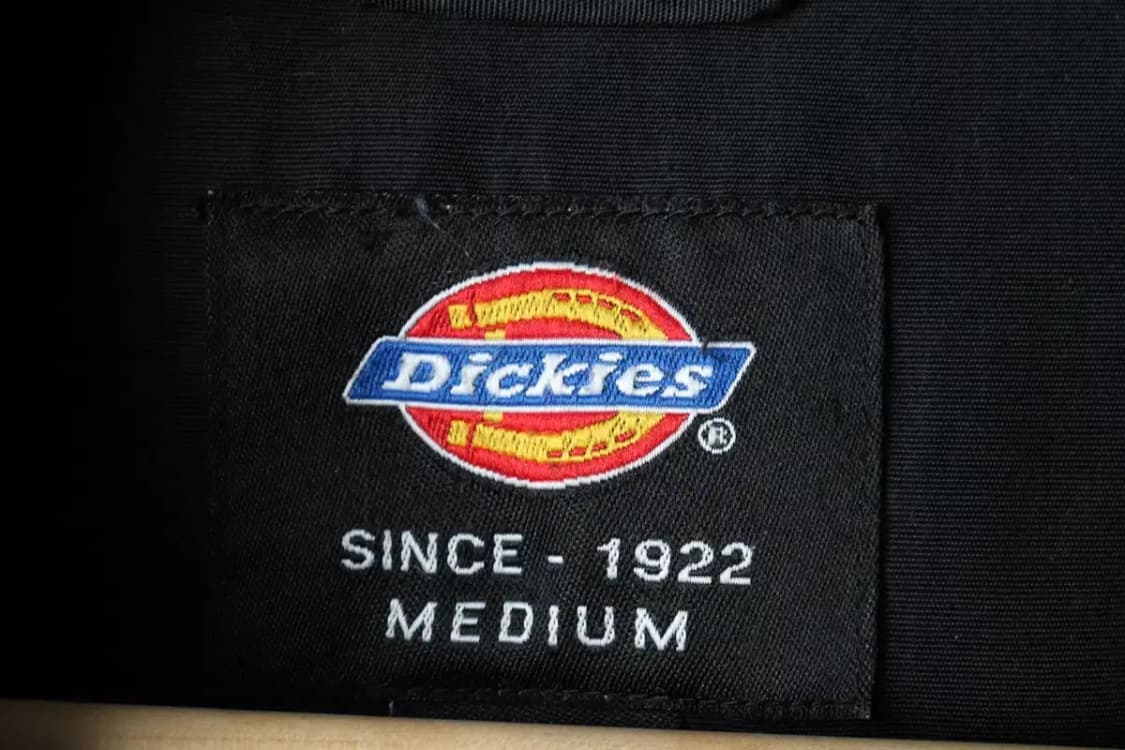 Dickies
®
SINCE - 1922
MEDIUM